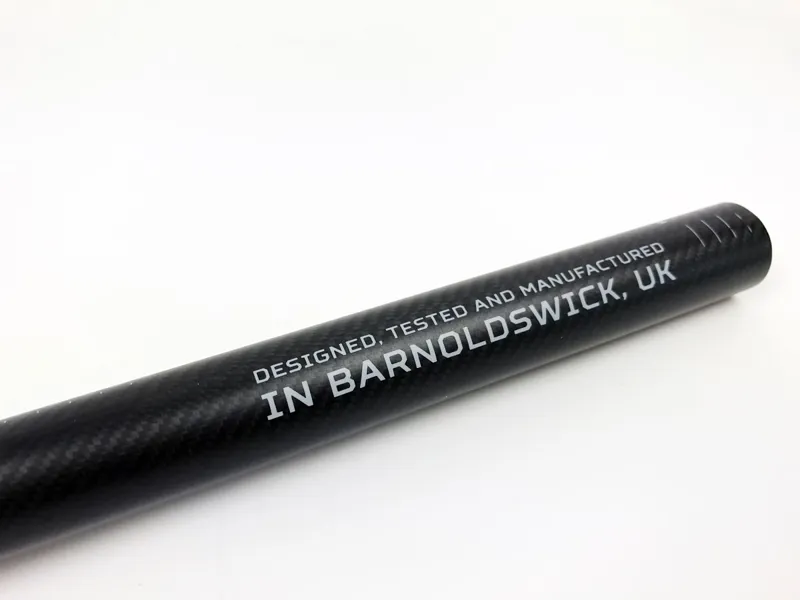 DESIGNED, TESTED AND MANUFACTURED
IN BARNOLDSWICK, UK